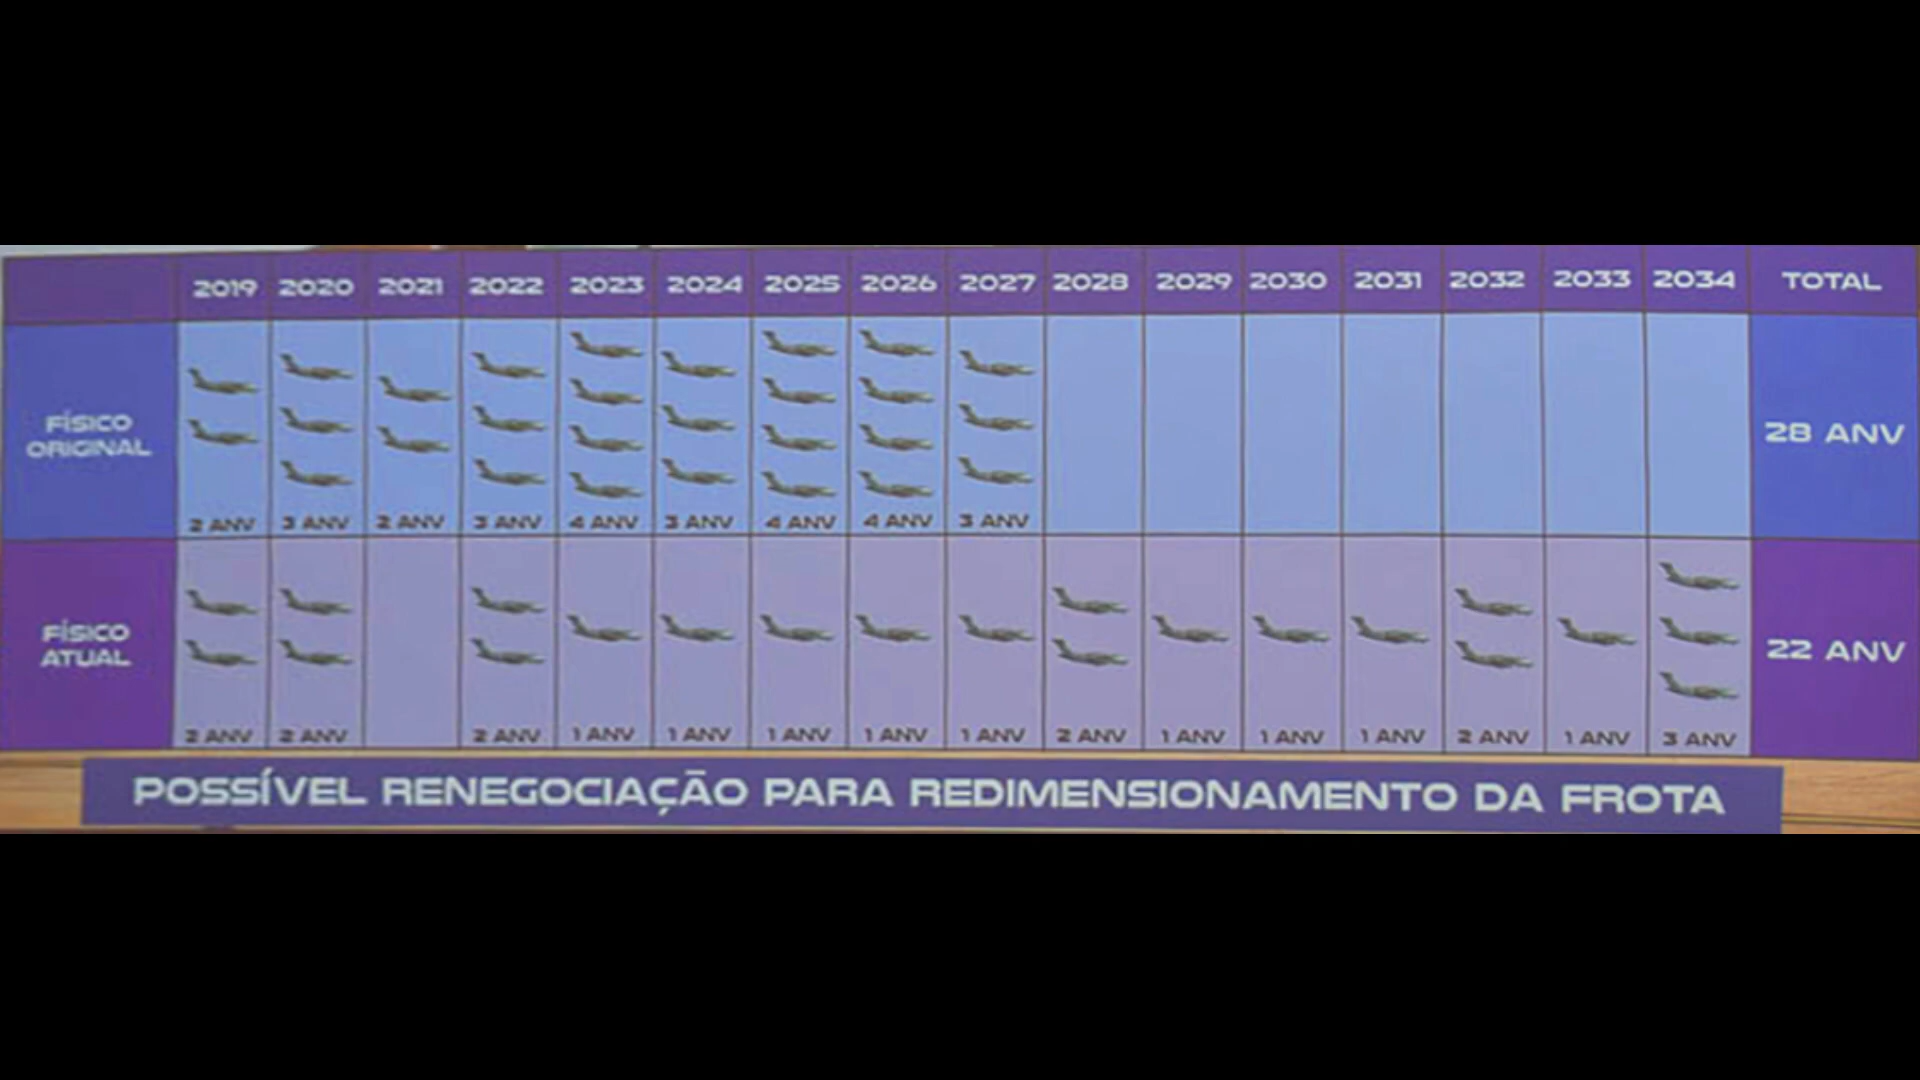 2019 2020 2021 2022 2023 2024 2025 2026 2027 2028 2029 2030 2031 2032 2033 2034 TOTAL
FÍSICO
ORIGINAL
2 ANV 3 ANV 2 ANV 3 ANV 4 ANV 3 ANV 4 ANV 4 ANV 3 ANV
28 ANV
FÍSICO
ATUAL
2 ANV 2 ANV 2 ANV 1 ANV 1 ANV 1 ANV 1 ANV 1 ANV 2 ANV 1 ANV 1 ANV 1 ANV 2 ANV 1 ANV 3 ANV
22 ANV
POSSÍVEL RENEGOCIAÇÃO PARA REDIMENSIONAMENTO DA FROTA